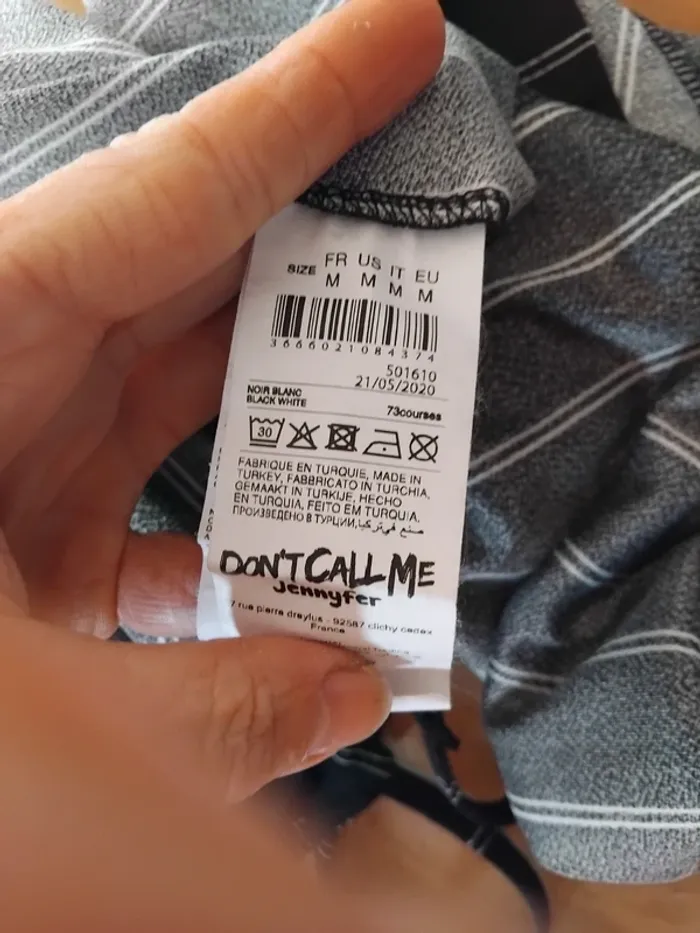 SIZE FR US IT EU
M M M M
3666021084374
501610
21/05/2020
NOIR BLANC
BLACK WHITE
73courses
30
FABRIQUE EN TURQUIE, MADE IN
TURKEY, FABBRICATO IN TURCHIA,
GEMAAKT IN TURKIJE, HECHO
EN TURQUIA, FEITO EM TURQUIA,
ПРОИЗВЕДЕНО В ТУРЦИИ, صنع في تركيا
DON'T CALL ME
Jennyfer
7 rue pierre dreyfus - 92587 clichy cedex
France